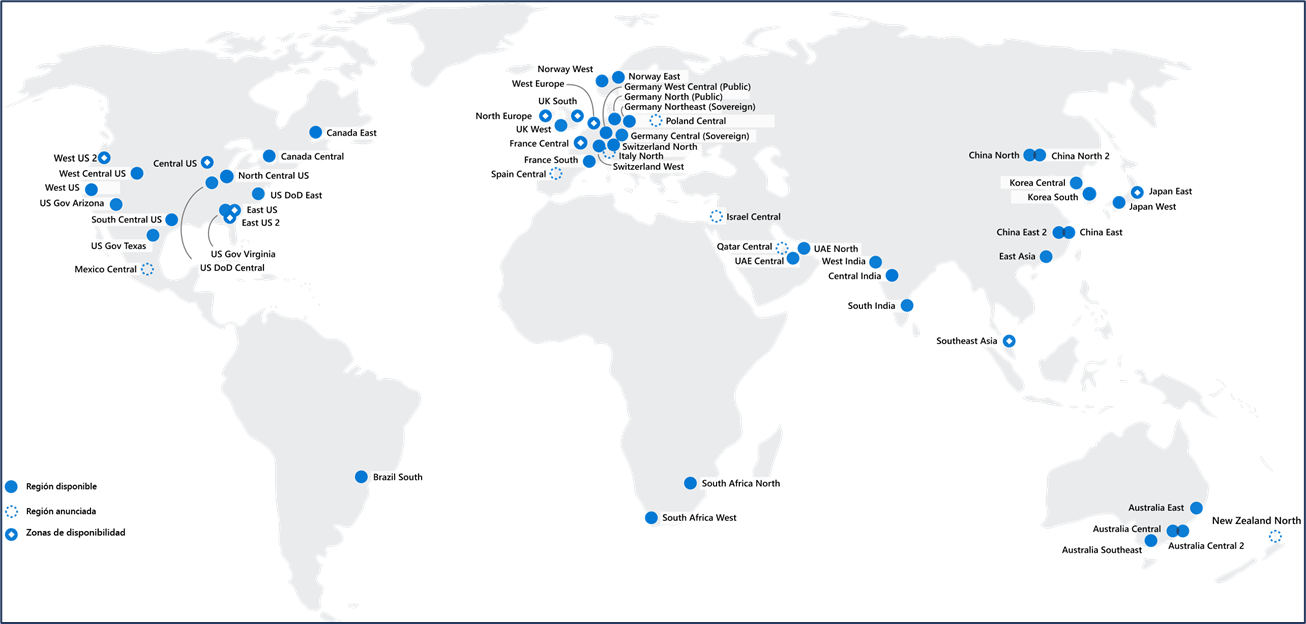 Norway West
Norway East
West Europe
Germany West Central (Public)
Germany North (Public)
UK South
Germany Northeast (Sovereign)
North Europe
Poland Central
UK West
Germany Central (Sovereign)
France Central
Switzerland North
Italy North
France South
Switzerland West
Spain Central
Canada East
West US 2
Central US
Canada Central
West Central US
North Central US
West US
US DoD East
US Gov Arizona
East US
South Central US
East US 2
US Gov Texas
US Gov Virginia
Mexico Central
US DoD Central
China North
China North 2
Korea Central
Korea South
Japan East
Japan West
Israel Central
China East 2
China East
Qatar Central
UAE North
UAE Central
West India
East Asia
Central India
South India
Southeast Asia
Brazil South
South Africa North
South Africa West
Región disponible
Región anunciada
Zonas de disponibilidad
Australia East
New Zealand North
Australia Central
Australia Central 2
Australia Southeast